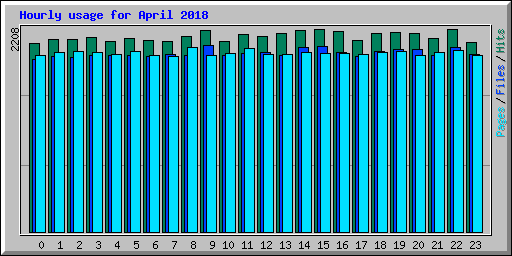 Hourly usage for April 2018
2208
Pages/Files/Hits
0 1 2 3 4 5 6 7 8 9 10 11 12 13 14 15 16 17 18 19 20 21 22 23